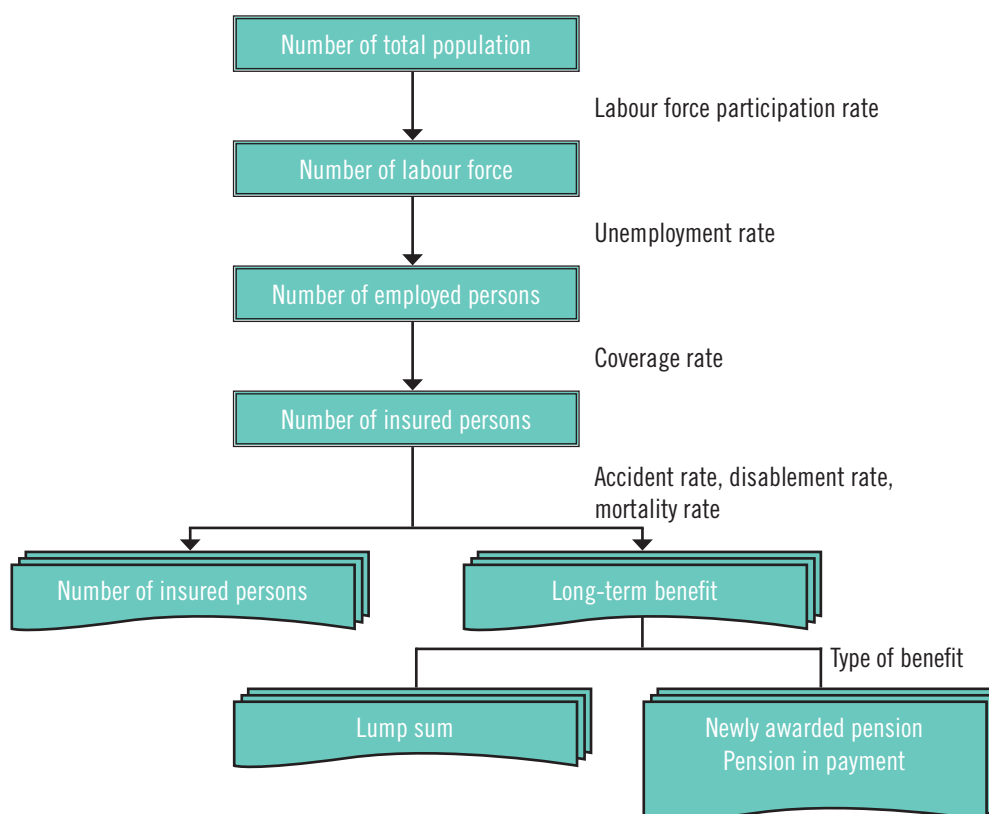 Number of total population
Labour force participation rate
Number of labour force
Unemployment rate
Number of employed persons
Coverage rate
Number of insured persons
Accident rate, disablement rate,
mortality rate
Number of insured persons
Long-term benefit
Type of benefit
Lump sum
Newly awarded pension
Pension in payment